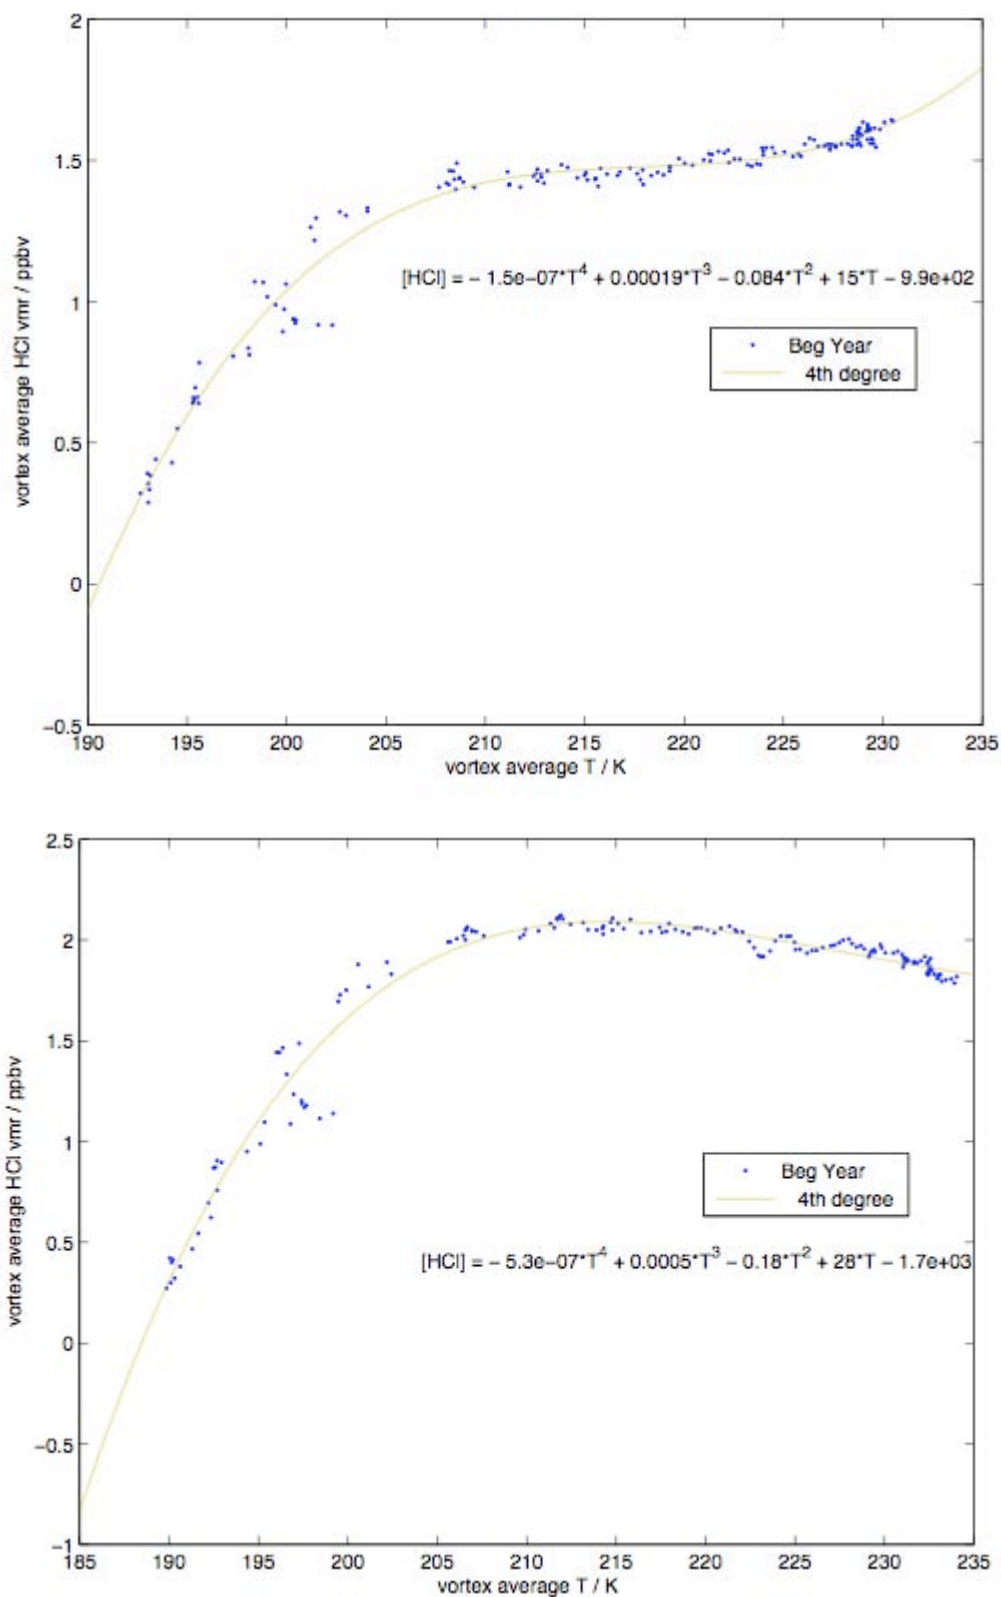 2
1.5
1
0.5
0
−0.5
vortex average HCl vmr / ppbv
[HCl] = − 1.5e−07*T^4 + 0.00019*T^3 − 0.084*T^2 + 15*T − 9.9e+02
Beg Year
4th degree
190 195 200 205 210 215 220 225 230 235
vortex average T / K
2.5
2
1.5
1
0.5
0
−0.5
−1
vortex average HCl vmr / ppbv
Beg Year
4th degree
[HCl] = − 5.3e−07*T^4 + 0.0005*T^3 − 0.18*T^2 + 28*T − 1.7e+03
185 190 195 200 205 210 215 220 225 230 235
vortex average T / K